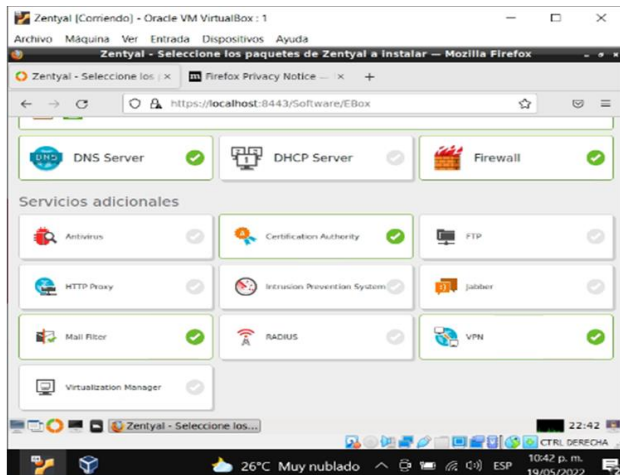 Zentyal [Corriendo] - Oracle VM VirtualBox : 1
Archivo Máquina Ver Entrada Dispositivos Ayuda
Zentyal - Seleccione los paquetes de Zentyal a instalar — Mozilla Firefox
Zentyal - Seleccione los
Firefox Privacy Notice —
https://localhost:8443/Software/EBox
DNS Server
DHCP Server
Firewall
Servicios adicionales
Antivirus
Certification Authority
FTP
HTTP Proxy
Intrusion Prevention System
Jabber
Mail Filter
RADIUS
VPN
Virtualization Manager
Zentyal - Seleccione los...
22:42
CTRL DERECHA
26°C Muy nublado
ESP
10:42 p. m.
19/05/2022